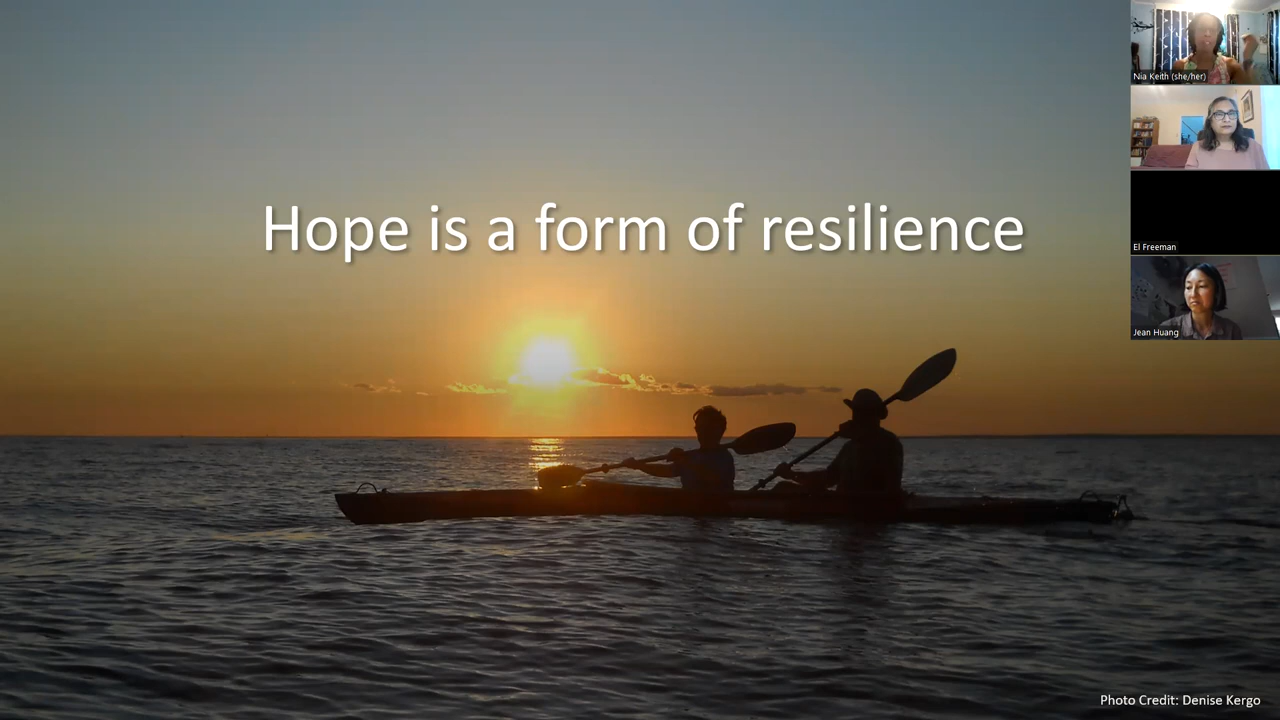 Hope is a form of resilience
Nia Keith (she/her)
El Freeman
Jean Huang
Photo Credit: Denise Kergo